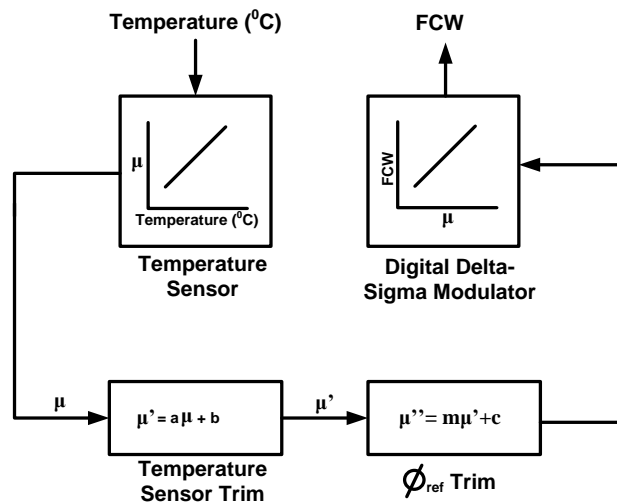 Temperature (⁰C)
FCW
μ
Temperature (⁰C)
FCW
μ
Temperature
Sensor
Digital Delta-
Sigma Modulator
μ
μ' = aμ + b
μ'
μ''= mμ'+c
Temperature
Sensor Trim
ϕref Trim